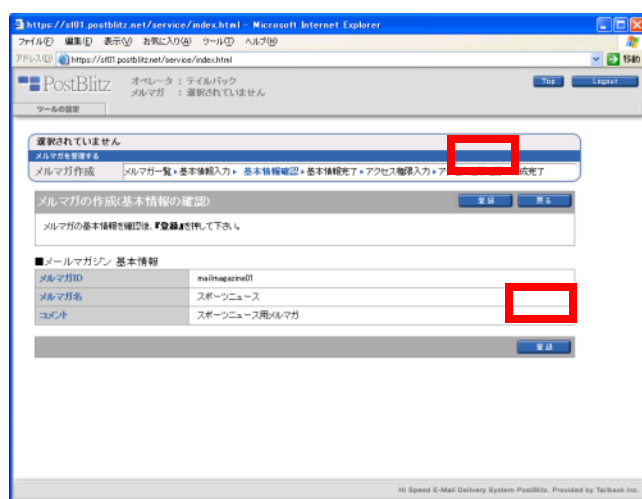 https://sf01.postblitz.net/service/index.html - Microsoft Internet Explorer
ファイル(F) 編集(E) 表示(V) お気に入り(A) ツール(T) ヘルプ(H)
アドレス(D) https://sf01.postblitz.net/service/index.html 移動
PostBlitz オペレータ : テイルバック Top Logout
メルマガ : 選択されていません
ツールの設定
選択されていません
メルマガを管理する
メルマガ作成 メルマガ一覧 基本情報入力 基本情報確認 基本情報完了 アクセス権限入力 成完了
メルマガの作成(基本情報の確認) 登録 戻る
メルマガの基本情報を確認後、『登録』を押して下さい。
■メールマガジン 基本情報
メルマガID mailmagazine01
メルマガ名 スポーツニュース
コメント スポーツニュース用メルマガ
登録
Hi Speed E-Mail Delivery System PostBlitz. Provided by Tailback inc.